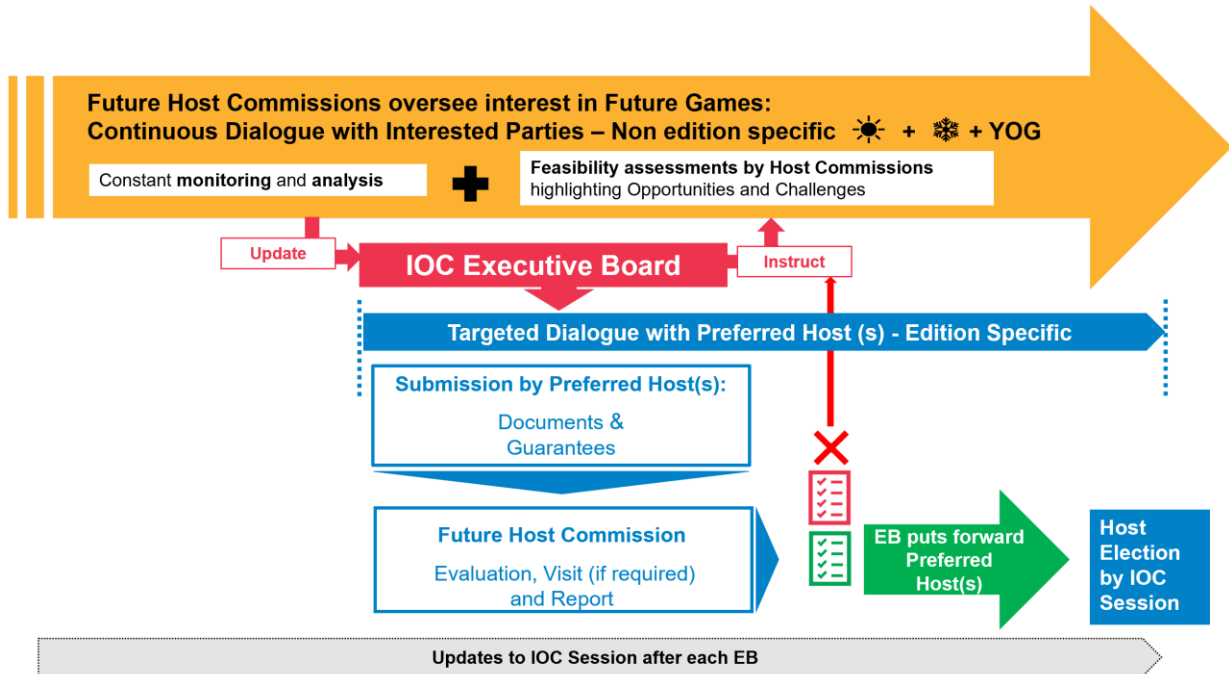 Future Host Commissions oversee interest in Future Games:
Continuous Dialogue with Interested Parties – Non edition specific + + YOG
Constant monitoring and analysis
Feasibility assessments by Host Commissions
highlighting Opportunities and Challenges
Update
IOC Executive Board
Instruct
Targeted Dialogue with Preferred Host (s) - Edition Specific
Submission by Preferred Host(s):
Documents &
Guarantees
Future Host Commission
Evaluation, Visit (if required)
and Report
EB puts forward
Preferred
Host(s)
Host
Election
by IOC
Session
Updates to IOC Session after each EB